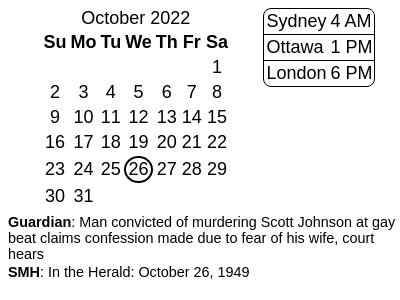 October 2022
Su Mo Tu We Th Fr Sa
1
2 3 4 5 6 7 8
9 10 11 12 13 14 15
16 17 18 19 20 21 22
23 24 25 26 27 28 29
30 31
Sydney 4 AM
Ottawa 1 PM
London 6 PM
Guardian: Man convicted of murdering Scott Johnson at gay
beat claims confession made due to fear of his wife, court
hears
SMH: In the Herald: October 26, 1949